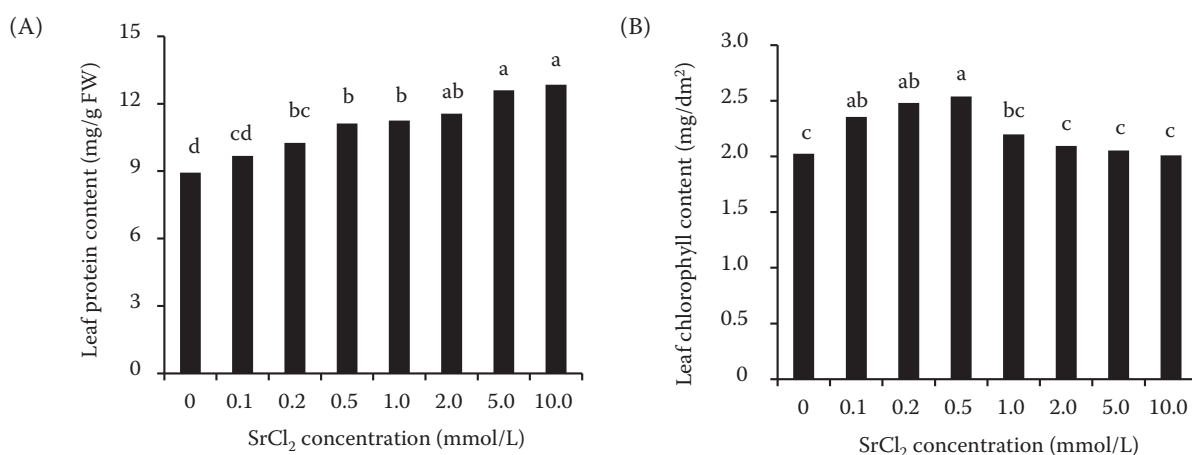 (A)
Leaf protein content (mg/g FW)
15
12
9
6
3
0
d cd bc b b ab a a
0 0.1 0.2 0.5 1.0 2.0 5.0 10.0
SrCl₂ concentration (mmol/L)
(B)
Leaf chlorophyll content (mg/dm²)
3.0
2.5
2.0
1.5
1.0
0.5
0
c ab ab a bc c c c
0 0.1 0.2 0.5 1.0 2.0 5.0 10.0
SrCl₂ concentration (mmol/L)